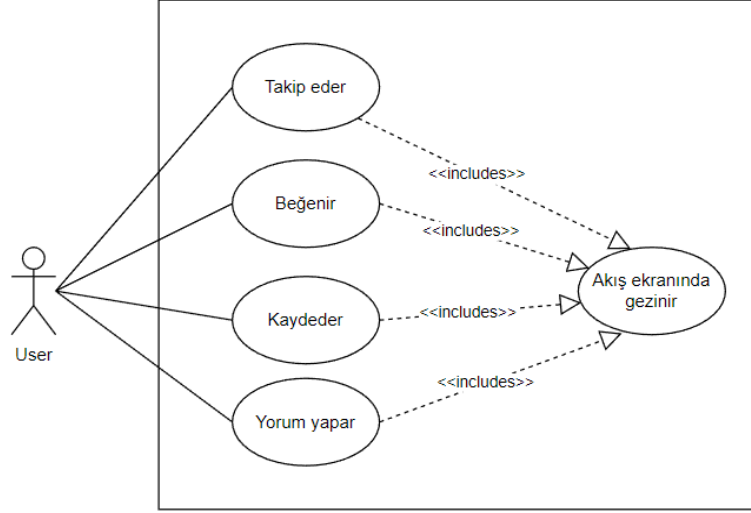 Takip eder
<<includes>>
Beğenir
<<includes>>
Akış ekranında
gezinir
Kaydeder
<<includes>>
User
<<includes>>
Yorum yapar